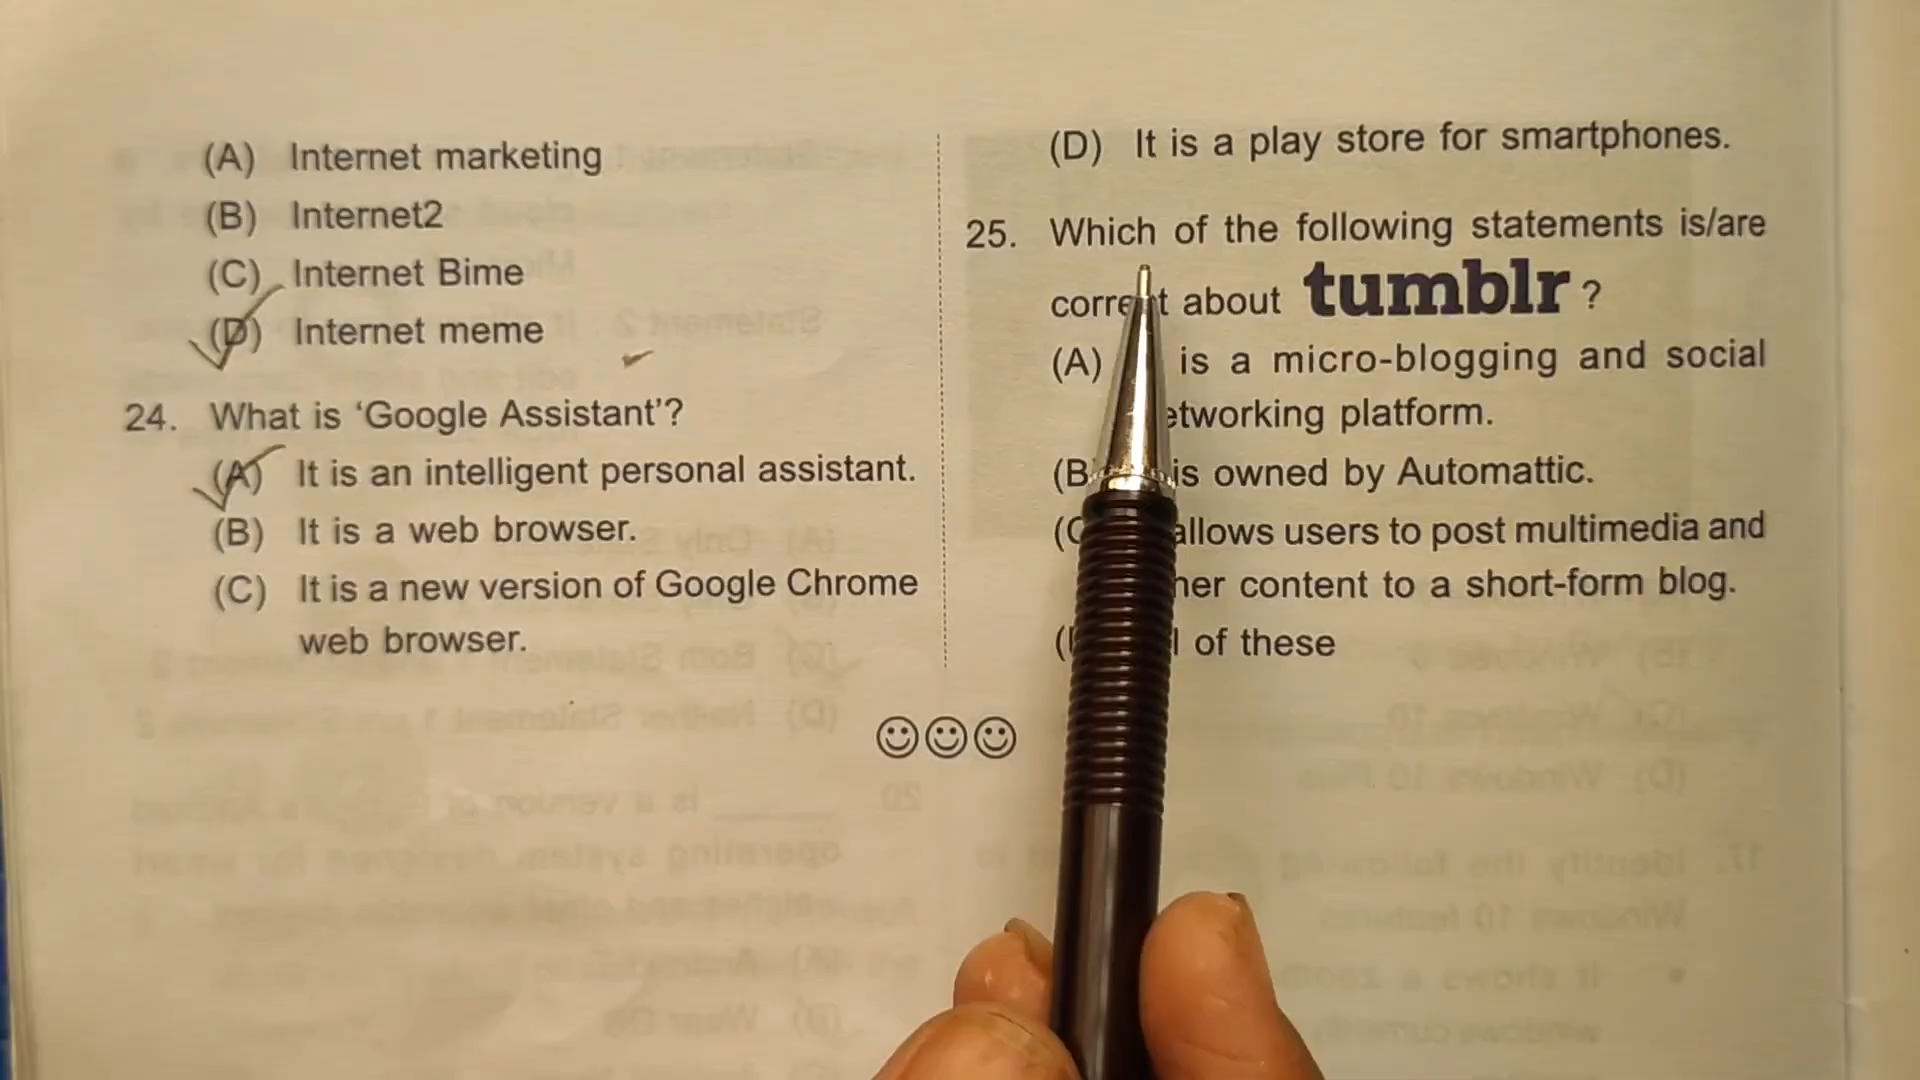 (A) Internet marketing
(B) Internet2
(C) Internet Bime
(D) Internet meme
24. What is ‘Google Assistant’?
(A) It is an intelligent personal assistant.
(B) It is a web browser.
(C) It is a new version of Google Chrome
web browser.
(D) It is a play store for smartphones.
25. Which of the following statements is/are
correct about tumblr ?
(A) is a micro-blogging and social
etworking platform.
(B is owned by Automattic.
(C allows users to post multimedia and
her content to a short-form blog.
of these